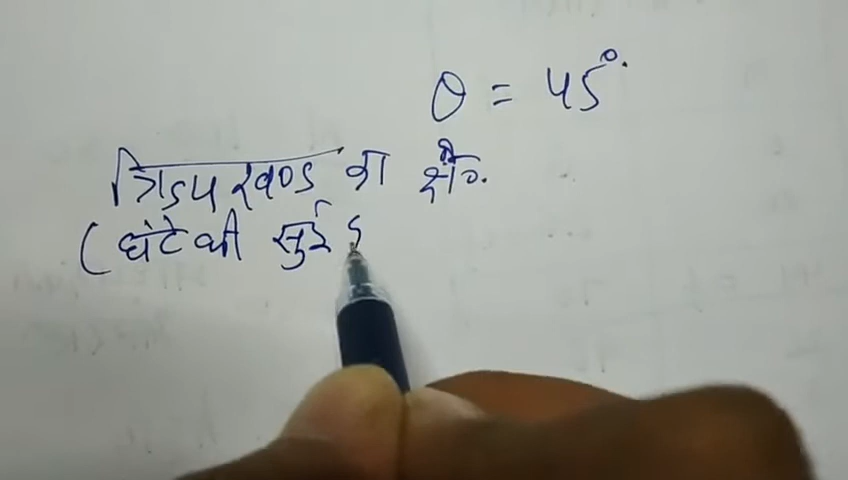 θ = 45°.
त्रिज्यखण्ड का क्षे०.
(घंटे की सुई